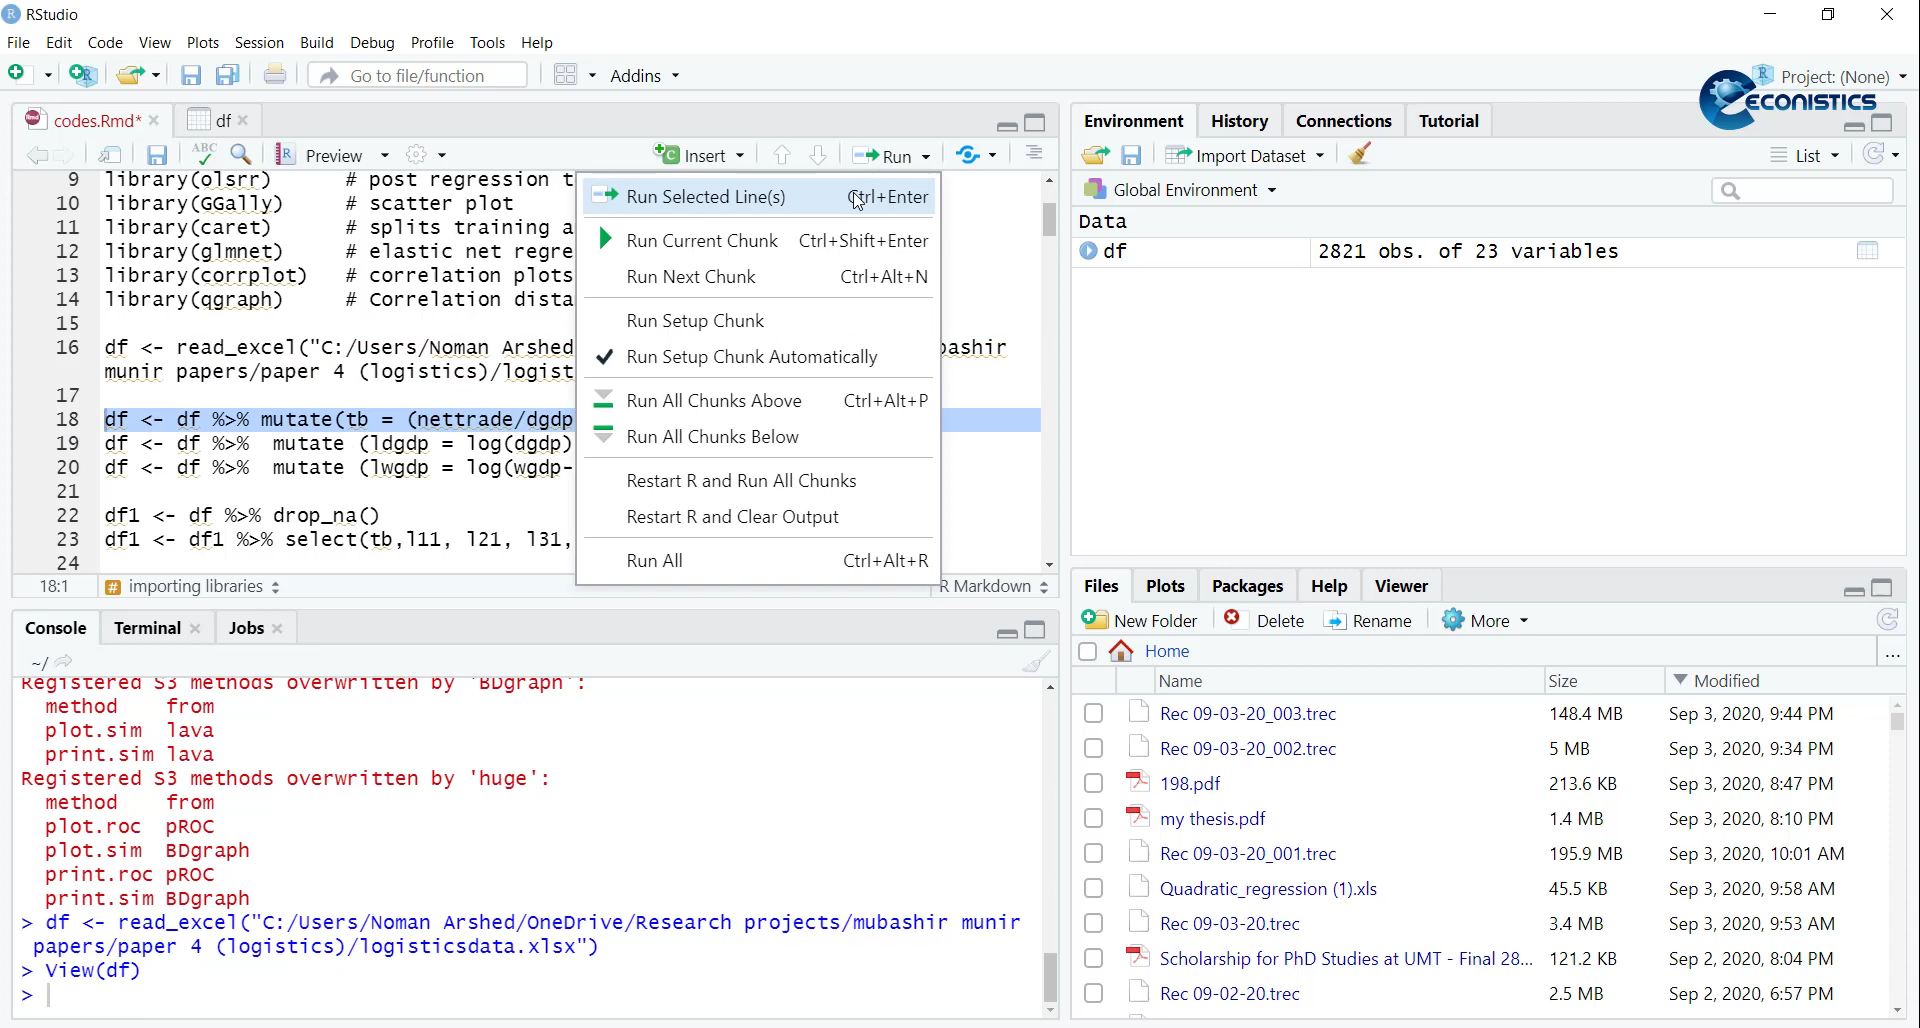 RStudio
File Edit Code View Plots Session Build Debug Profile Tools Help
Go to file/function Addins Project: (None)
ECONISTICS
codes.Rmd* df
ABC Preview Insert Run
9 library(olsrr) # post regression t
10 library(GGally) # scatter plot
11 library(caret) # splits training a
12 library(glmnet) # elastic net regre
13 library(corrplot) # correlation plots
14 library(qgraph) # Correlation dista
15
16 df <- read_excel("C:/Users/Noman Arshed bashir
munir papers/paper 4 (logistics)/logist
17
18 df <- df %>% mutate(tb = (nettrade/dgdp
19 df <- df %>% mutate (ldgdp = log(dgdp)
20 df <- df %>% mutate (lwgdp = log(wgdp-
21
22 df1 <- df %>% drop_na()
23 df1 <- df1 %>% select(tb,l11, l21, l31,
24
18:1 importing libraries R Markdown
Run Selected Line(s) Ctrl+Enter
Run Current Chunk Ctrl+Shift+Enter
Run Next Chunk Ctrl+Alt+N
Run Setup Chunk
Run Setup Chunk Automatically
Run All Chunks Above Ctrl+Alt+P
Run All Chunks Below
Restart R and Run All Chunks
Restart R and Clear Output
Run All Ctrl+Alt+R
Console Terminal Jobs
~/
Registered S3 methods overwritten by 'BDgraph':
method from
plot.sim lava
print.sim lava
Registered S3 methods overwritten by 'huge':
method from
plot.roc pROC
plot.sim BDgraph
print.roc pROC
print.sim BDgraph
> df <- read_excel("C:/Users/Noman Arshed/OneDrive/Research projects/mubashir munir
papers/paper 4 (logistics)/logisticsdata.xlsx")
> View(df)
>
Environment History Connections Tutorial
Import Dataset List
Global Environment
Data
df 2821 obs. of 23 variables
Files Plots Packages Help Viewer
New Folder Delete Rename More
Home ...
Name Size Modified
Rec 09-03-20_003.trec 148.4 MB Sep 3, 2020, 9:44 PM
Rec 09-03-20_002.trec 5 MB Sep 3, 2020, 9:34 PM
198.pdf 213.6 KB Sep 3, 2020, 8:47 PM
my thesis.pdf 1.4 MB Sep 3, 2020, 8:10 PM
Rec 09-03-20_001.trec 195.9 MB Sep 3, 2020, 10:01 AM
Quadratic_regression (1).xls 45.5 KB Sep 3, 2020, 9:58 AM
Rec 09-03-20.trec 3.4 MB Sep 3, 2020, 9:53 AM
Scholarship for PhD Studies at UMT - Final 28... 121.2 KB Sep 2, 2020, 8:04 PM
Rec 09-02-20.trec 2.5 MB Sep 2, 2020, 6:57 PM